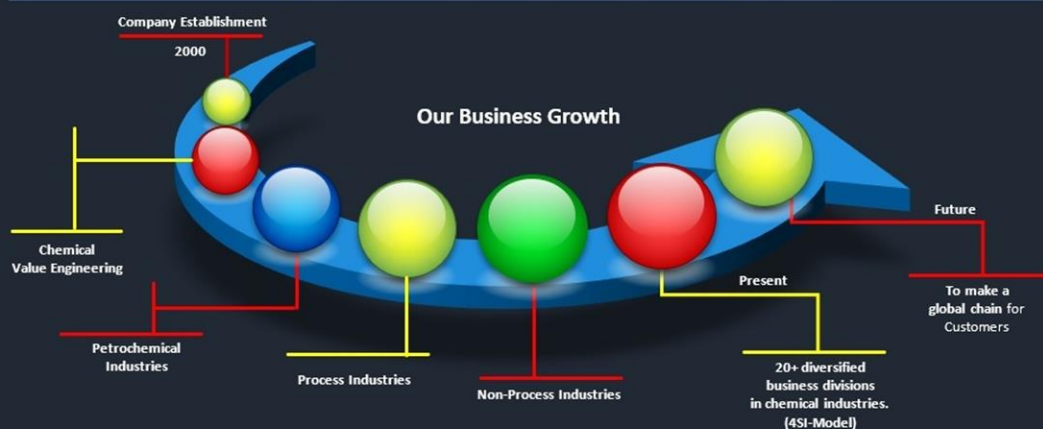 Company Establishment
2000
Our Business Growth
Chemical
Value Engineering
Petrochemical
Industries
Process Industries
Non-Process Industries
Present
20+ diversified
business divisions
in chemical industries.
(4SI-Model)
Future
To make a
global chain for
Customers